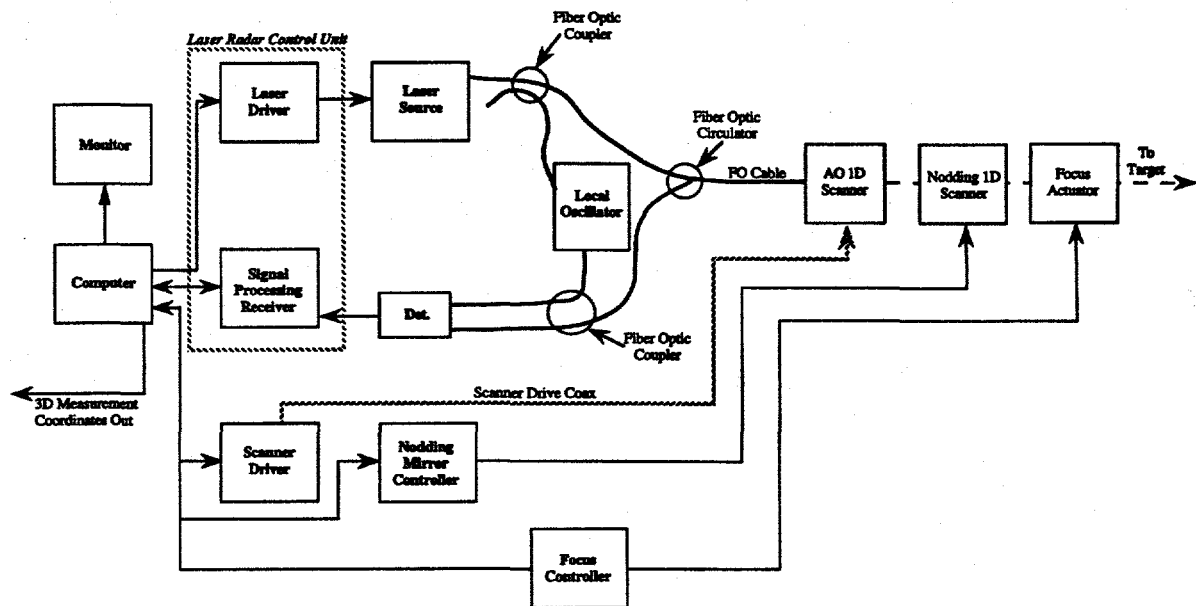 Fiber Optic
Coupler
Laser Radar Control Unit
Laser
Driver
Laser
Source
Monitor
Fiber Optic
Circulator
FO Cable
AO 1D
Scanner
Nodding 1D
Scanner
Focus
Actuator
To
Target
Local
Oscillator
Computer
Signal
Processing
Receiver
Det.
Fiber Optic
Coupler
3D Measurement
Coordinates Out
Scanner Drive Coax
Scanner
Driver
Nodding
Mirror
Controller
Focus
Controller